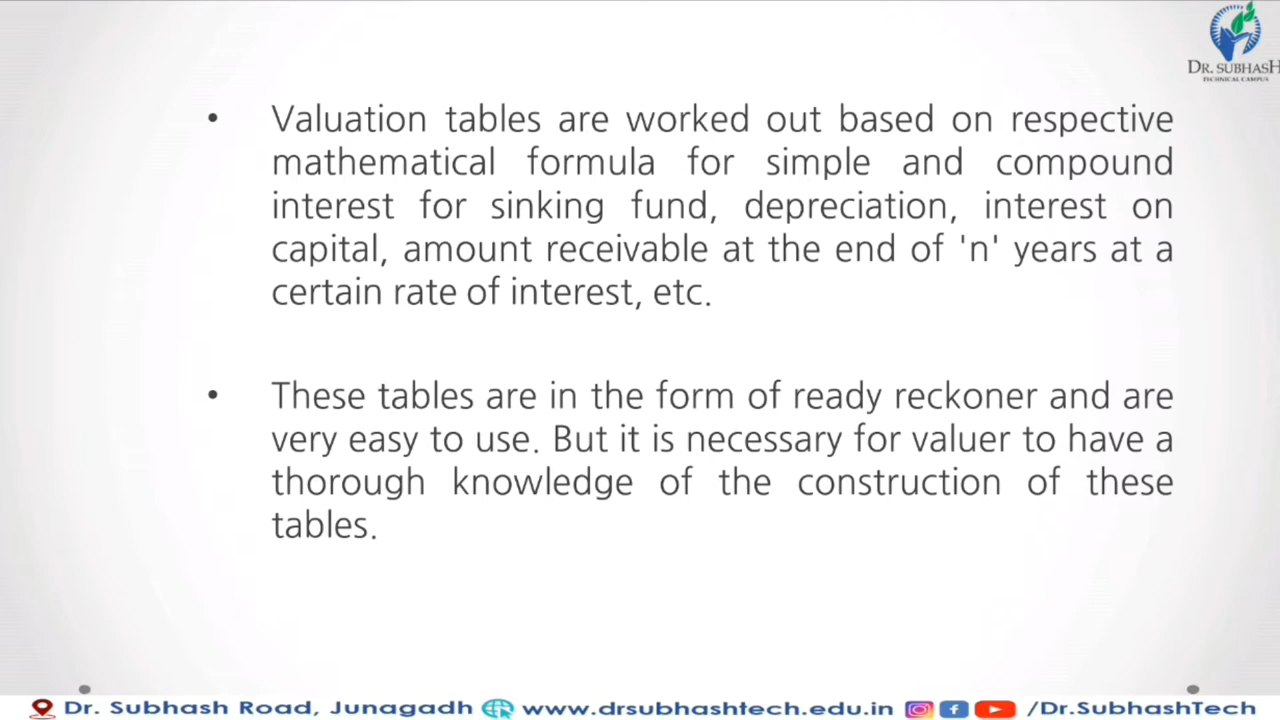 DR. SUBHASH
TECHNICAL CAMPUS
• Valuation tables are worked out based on respective
mathematical formula for simple and compound
interest for sinking fund, depreciation, interest on
capital, amount receivable at the end of 'n' years at a
certain rate of interest, etc.
• These tables are in the form of ready reckoner and are
very easy to use. But it is necessary for valuer to have a
thorough knowledge of the construction of these
tables.
Dr. Subhash Road, Junagadh www.drsubhashtech.edu.in /Dr.SubhashTech